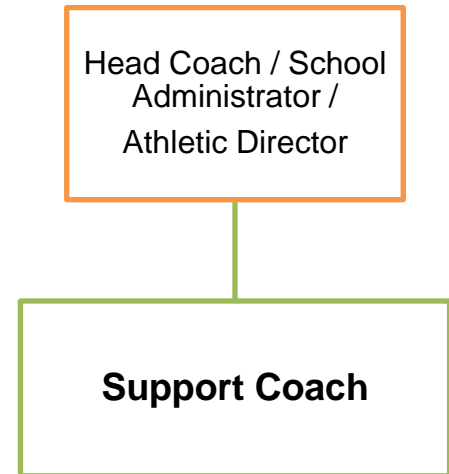 Head Coach / School
Administrator /
Athletic Director
Support Coach